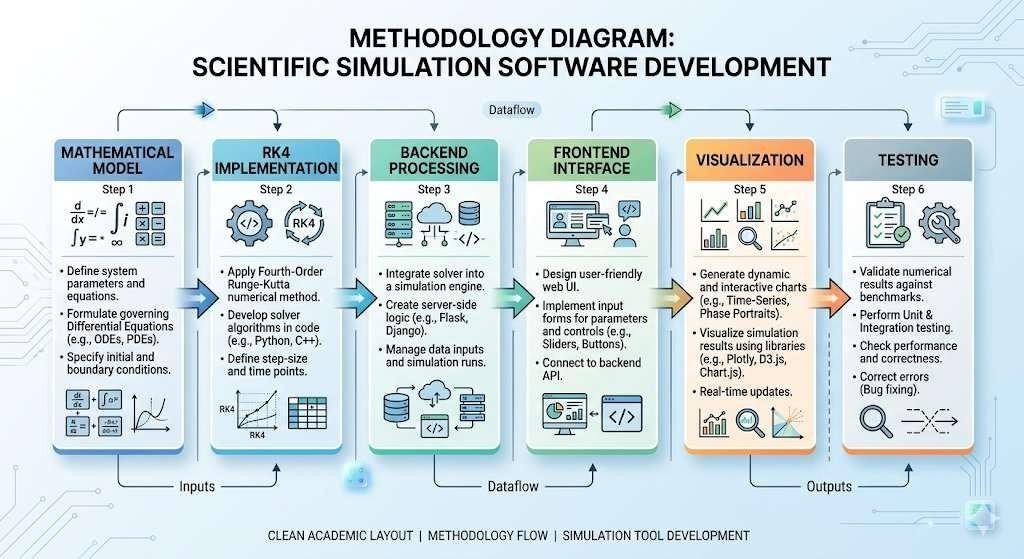 METHODOLOGY DIAGRAM:
SCIENTIFIC SIMULATION SOFTWARE DEVELOPMENT
Dataflow
MATHEMATICAL
MODEL
Step 1
d
dx
=/=
∫i
∞
∫y=
• Define system
parameters and
equations.
• Formulate governing
Differential Equations
(e.g., ODEs, PDEs).
• Specify initial and
boundary conditions.
RK4
IMPLEMENTATION
Step 2
</>
RK4
• Apply Fourth-Order
Runge-Kutta
numerical method.
• Develop solver
algorithms in code
(e.g., Python, C++).
• Define step-size
and time points.
RK4
RK4
BACKEND
PROCESSING
Step 3
</>
• Integrate solver into
a simulation engine.
• Create server-side
logic (e.g., Flask,
Django).
• Manage data inputs
and simulation runs.
</>
FRONTEND
INTERFACE
Step 4
</>
• Design user-friendly
web UI.
• Implement input
forms for parameters
and controls (e.g.,
Sliders, Buttons).
• Connect to backend
API.
</>
VISUALIZATION
Step 5
• Generate dynamic
and interactive charts
(e.g., Time-Series,
Phase Portraits).
• Visualize simulation
results using libraries
(e.g., Plotly, D3.js,
Chart.js).
• Real-time updates.
TESTING
Step 6
</>
• Validate numerical
results against
benchmarks.
• Perform Unit &
Integration testing.
• Check performance
and correctness.
• Correct errors
(Bug fixing).
Inputs
Dataflow
Outputs
CLEAN ACADEMIC LAYOUT | METHODOLOGY FLOW | SIMULATION TOOL DEVELOPMENT